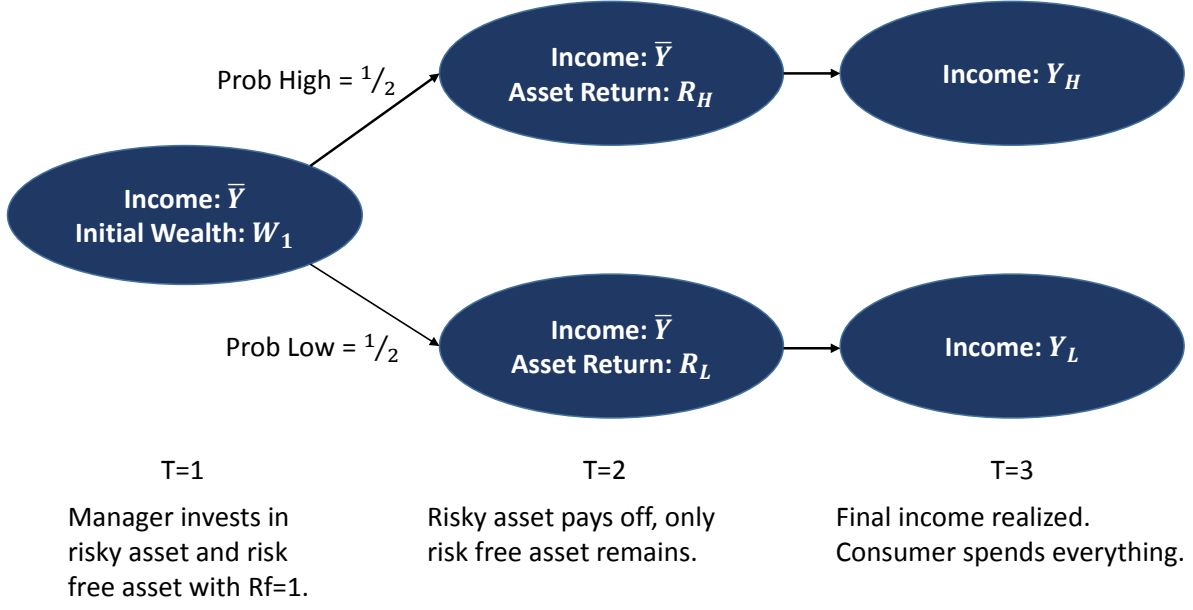 Income: Ȳ
Asset Return: R_H
Income: Y_H
Prob High = 1/2
Income: Ȳ
Initial Wealth: W_1
Prob Low = 1/2
Income: Ȳ
Asset Return: R_L
Income: Y_L
T=1
T=2
T=3
Manager invests in
risky asset and risk
free asset with Rf=1.
Risky asset pays off, only
risk free asset remains.
Final income realized.
Consumer spends everything.